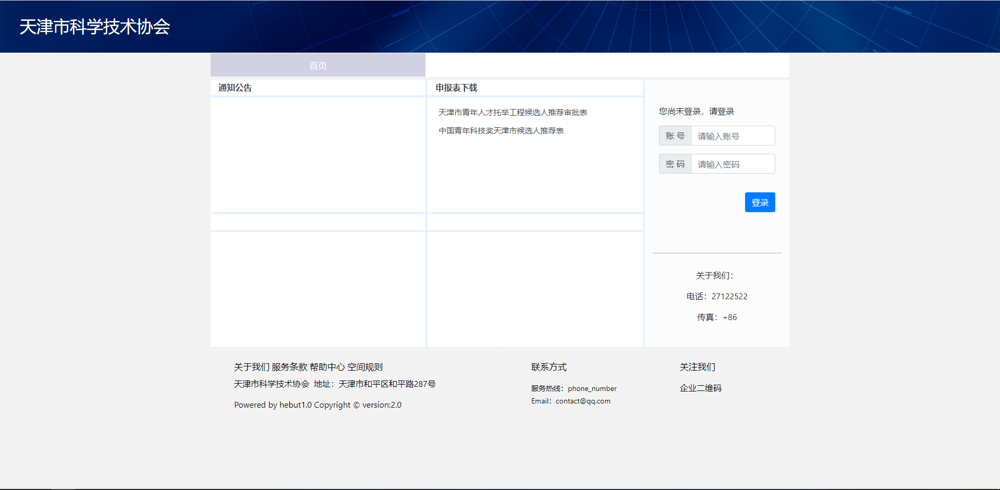 天津市科学技术协会
首页
通知公告
申报表下载
天津市青年人才托举工程候选人推荐审批表
中国青年科技奖天津市候选人推荐表
您尚未登录，请登录
账 号 请输入账号
密 码 请输入密码
登录
关于我们：
电话：27122522
传真：+86
关于我们 服务条款 帮助中心 空间规则
天津市科学技术协会 地址：天津市和平区和平路287号
Powered by hebut1.0 Copyright © version:2.0
联系方式
服务热线：phone_number
Email：contact@qq.com
关注我们
企业二维码